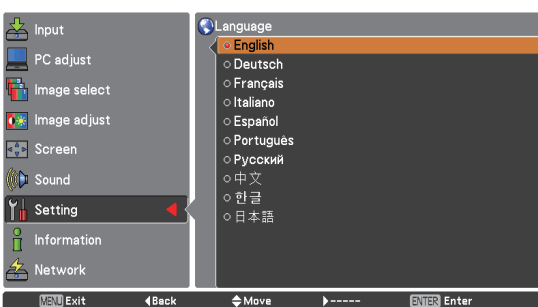 Input
PC adjust
Image select
Image adjust
Screen
Sound
Setting
Information
Network
Language
English
Deutsch
Français
Italiano
Español
Português
Русский
中文
한글
日本語
MENU Exit
Back
Move
-----
ENTER Enter